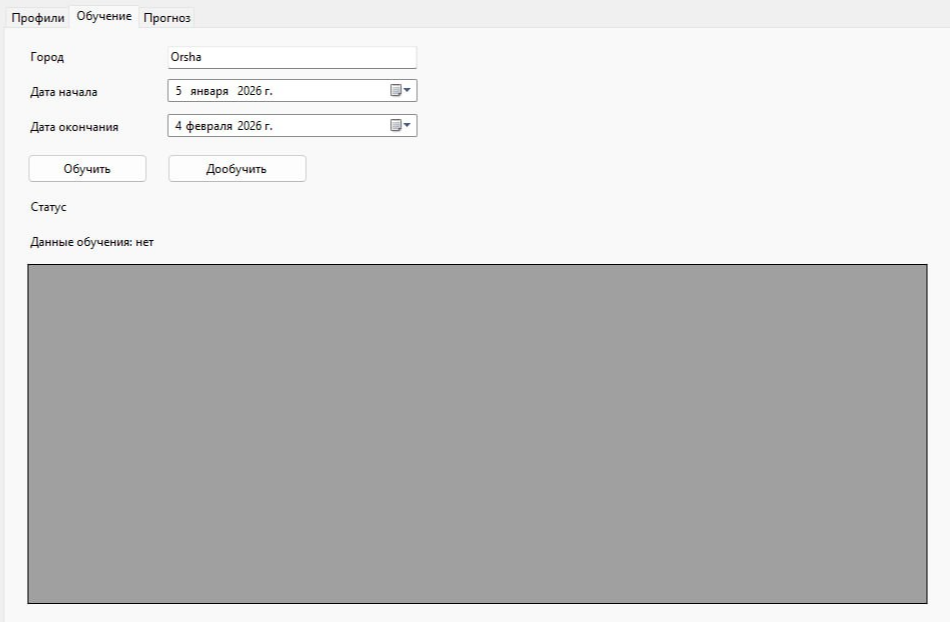 Профили Обучение Прогноз
Город Orsha
Дата начала 5 января 2026 г.
Дата окончания 4 февраля 2026 г.
Обучить Дообучить
Статус
Данные обучения: нет